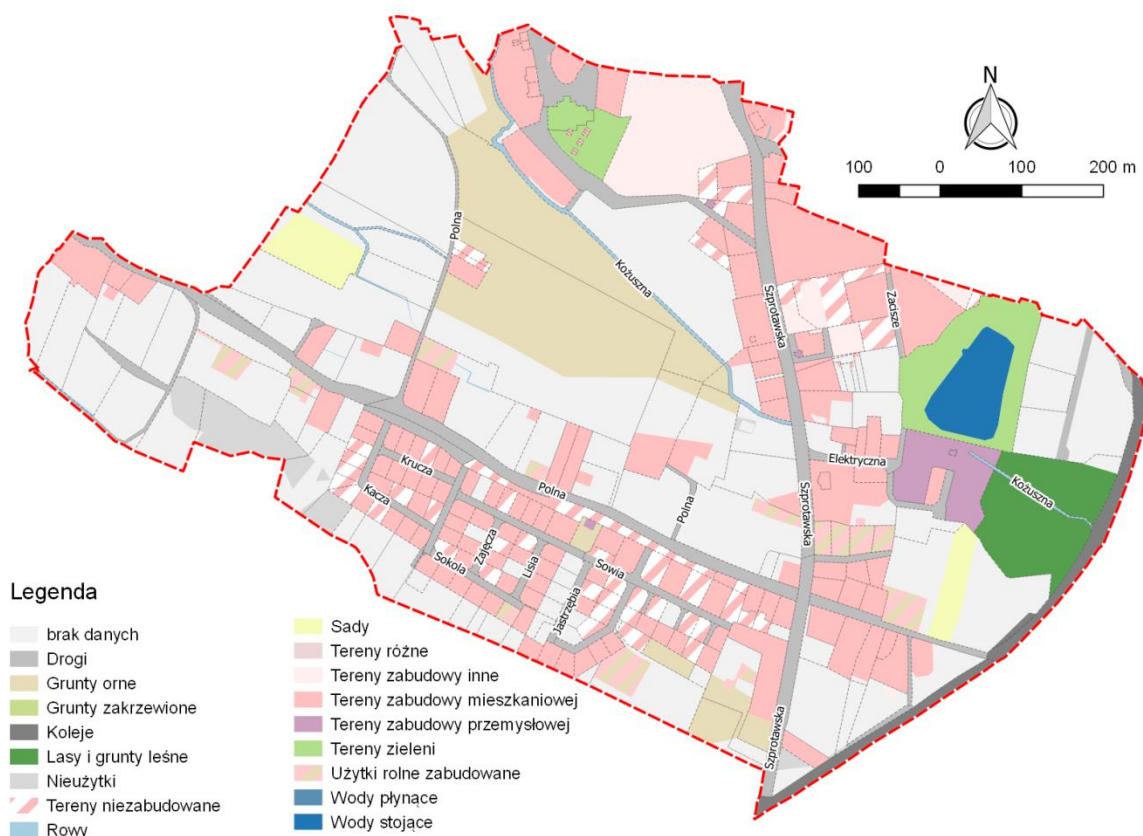 N
100 0 100 200 m
Polna
Kożuszna
Szprotawska
Zacisze
Elektryczna
Kożuszna
Krucza
Kacza
Polna
Polna
Szprotawska
Zajęcza
Lisia
Sokola
Sowia
Jastrzębia
Szprotawska
Legenda
brak danych
Drogi
Grunty orne
Grunty zakrzewione
Koleje
Lasy i grunty leśne
Nieużytki
Tereny niezabudowane
Rowy
Sady
Tereny różne
Tereny zabudowy inne
Tereny zabudowy mieszkaniowej
Tereny zabudowy przemysłowej
Tereny zieleni
Użytki rolne zabudowane
Wody płynące
Wody stojące